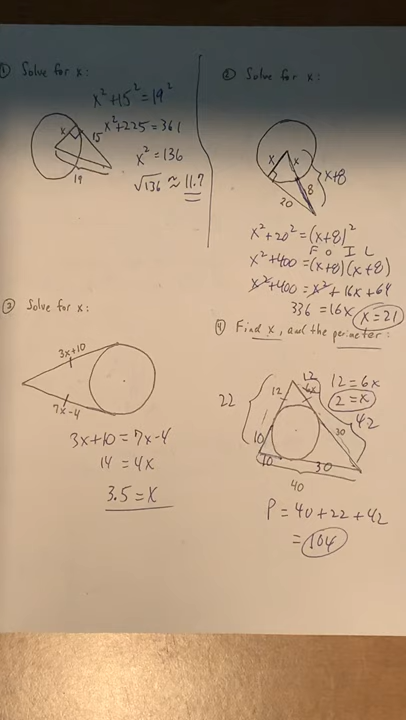 ① Solve for x:
x² + 15² = 19²
x² + 225 = 361
x² = 136
√136 ≈ 11.7
x
15
19
② Solve for x:
x
x
8
x+8
20
x² + 20² = (x+8)²
F O I L
x² + 400 = (x+8)(x+8)
x² + 400 = x² + 16x + 64
336 = 16x
x = 21
③ Solve for x:
3x+10
7x-4
3x+10 = 7x-4
14 = 4x
3.5 = x
④ Find x, and the perimeter:
12
12
6x
12 = 6x
2 = x
22
42
10
30
10
30
40
P = 40 + 22 + 42
= 104